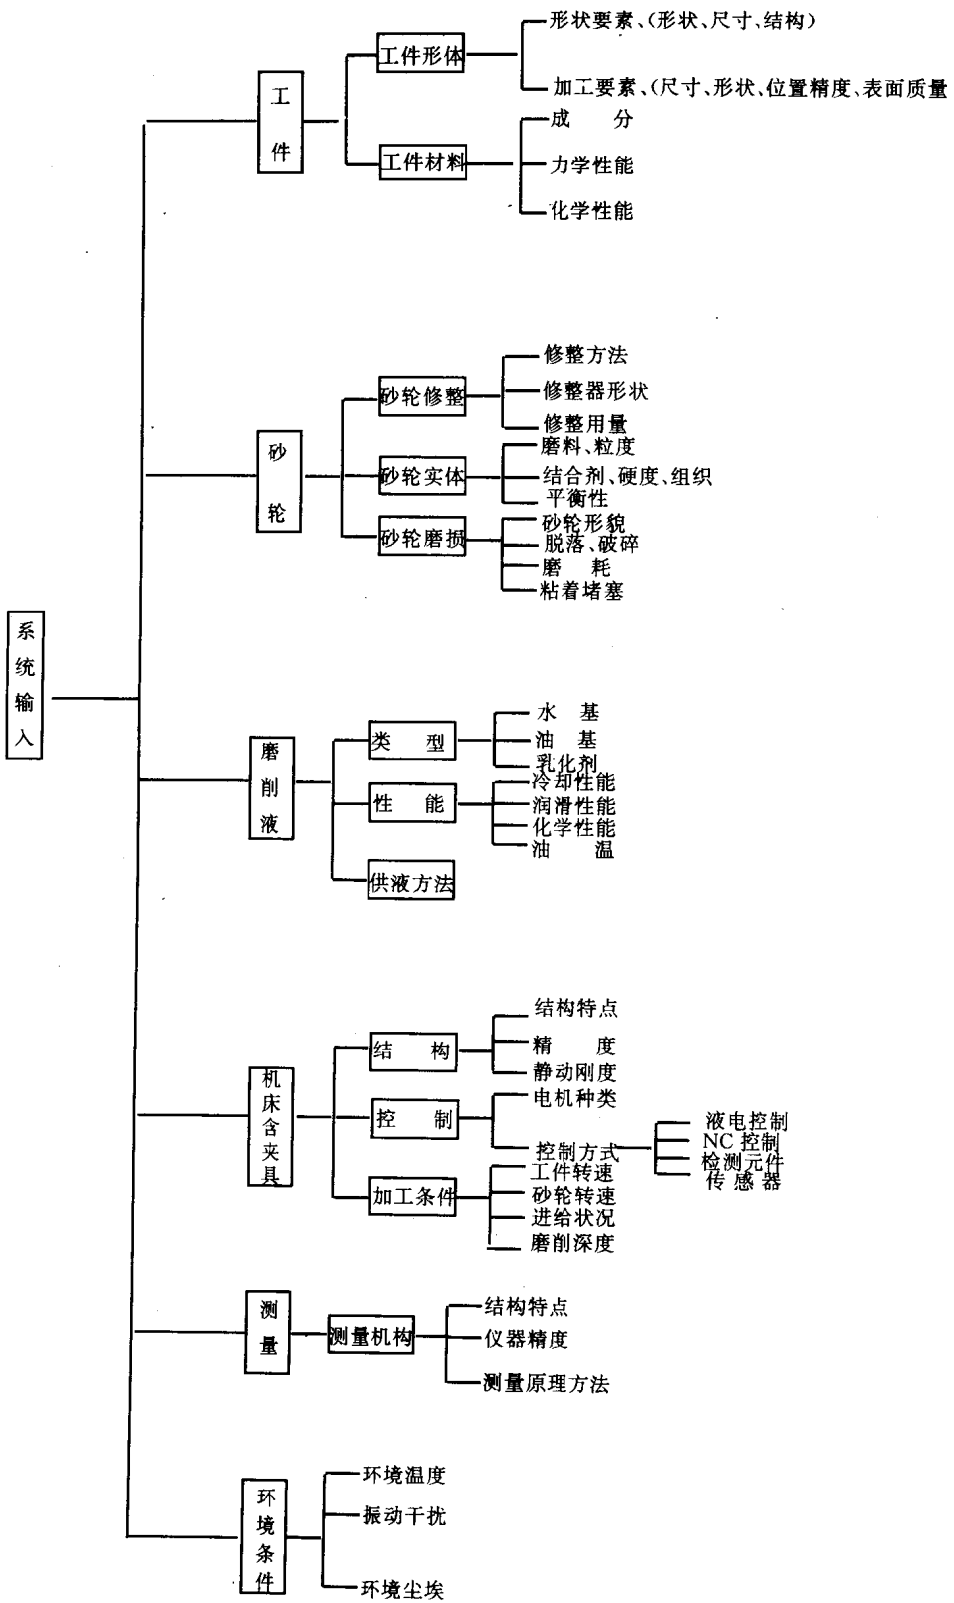 系统输入
工件
工件形体
形状要素、(形状、尺寸、结构)
加工要素、(尺寸、形状、位置精度、表面质量
工件材料
成 分
力学性能
化学性能
砂轮
砂轮修整
修整方法
修整器形状
修整用量
砂轮实体
磨料、粒度
结合剂、硬度、组织
平衡性
砂轮磨损
砂轮形貌
脱落、破碎
磨 耗
粘着堵塞
磨削液
类 型
水 基
油 基
乳化剂
性 能
冷却性能
润滑性能
化学性能
油 温
供液方法
机床含夹具
结 构
结构特点
精 度
静动刚度
控 制
电机种类
控制方式
液电控制
NC 控制
检测元件
传感器
加工条件
工件转速
砂轮转速
进给状况
磨削深度
测量
测量机构
结构特点
仪器精度
测量原理方法
环境条件
环境温度
振动干扰
环境尘埃